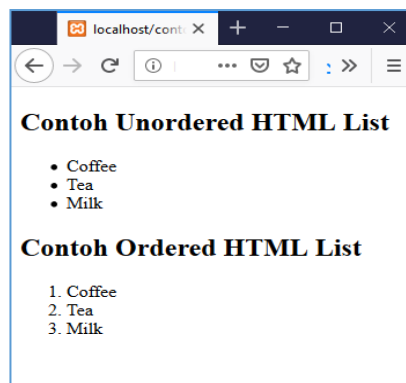 localhost/cont
Contoh Unordered HTML List
• Coffee
• Tea
• Milk
Contoh Ordered HTML List
1. Coffee
2. Tea
3. Milk